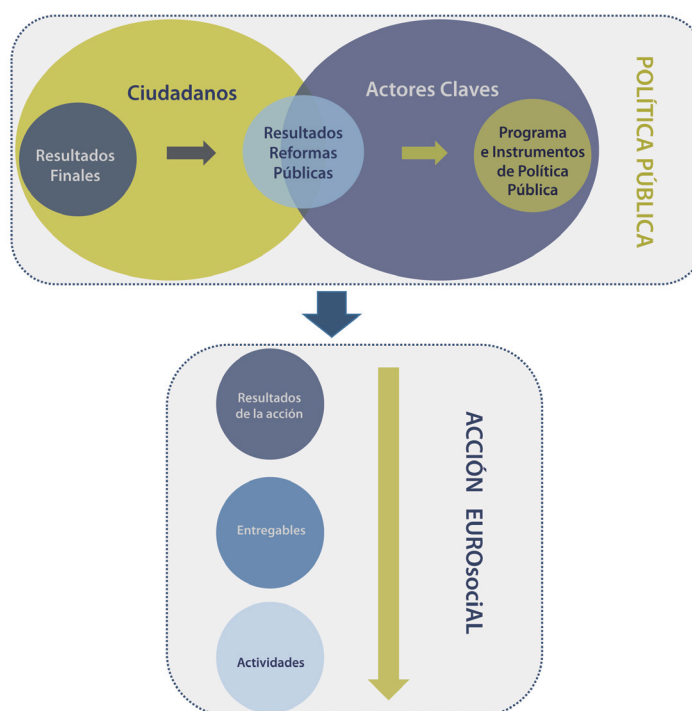 Ciudadanos
Actores Claves
Resultados
Finales
Resultados
Reformas
Públicas
Programa
e Instrumentos
de Política
Pública
POLÍTICA PÚBLICA
Resultados
de la acción
Entregables
Actividades
ACCIÓN EUROsociAL